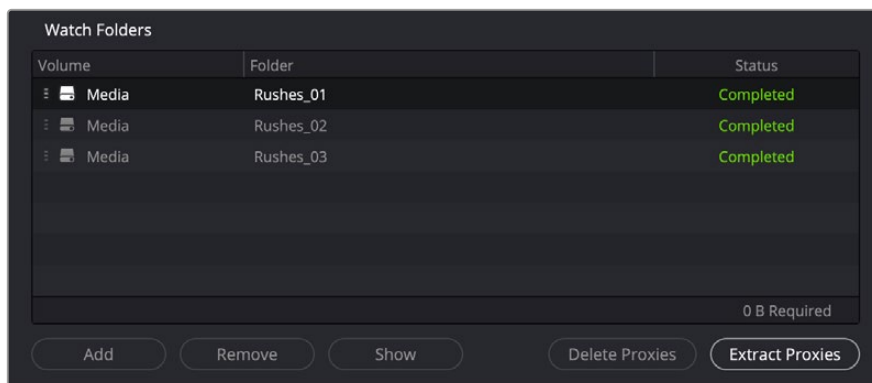 Watch Folders
Volume Folder Status
Media Rushes_01 Completed
Media Rushes_02 Completed
Media Rushes_03 Completed
0 B Required
Add Remove Show Delete Proxies Extract Proxies